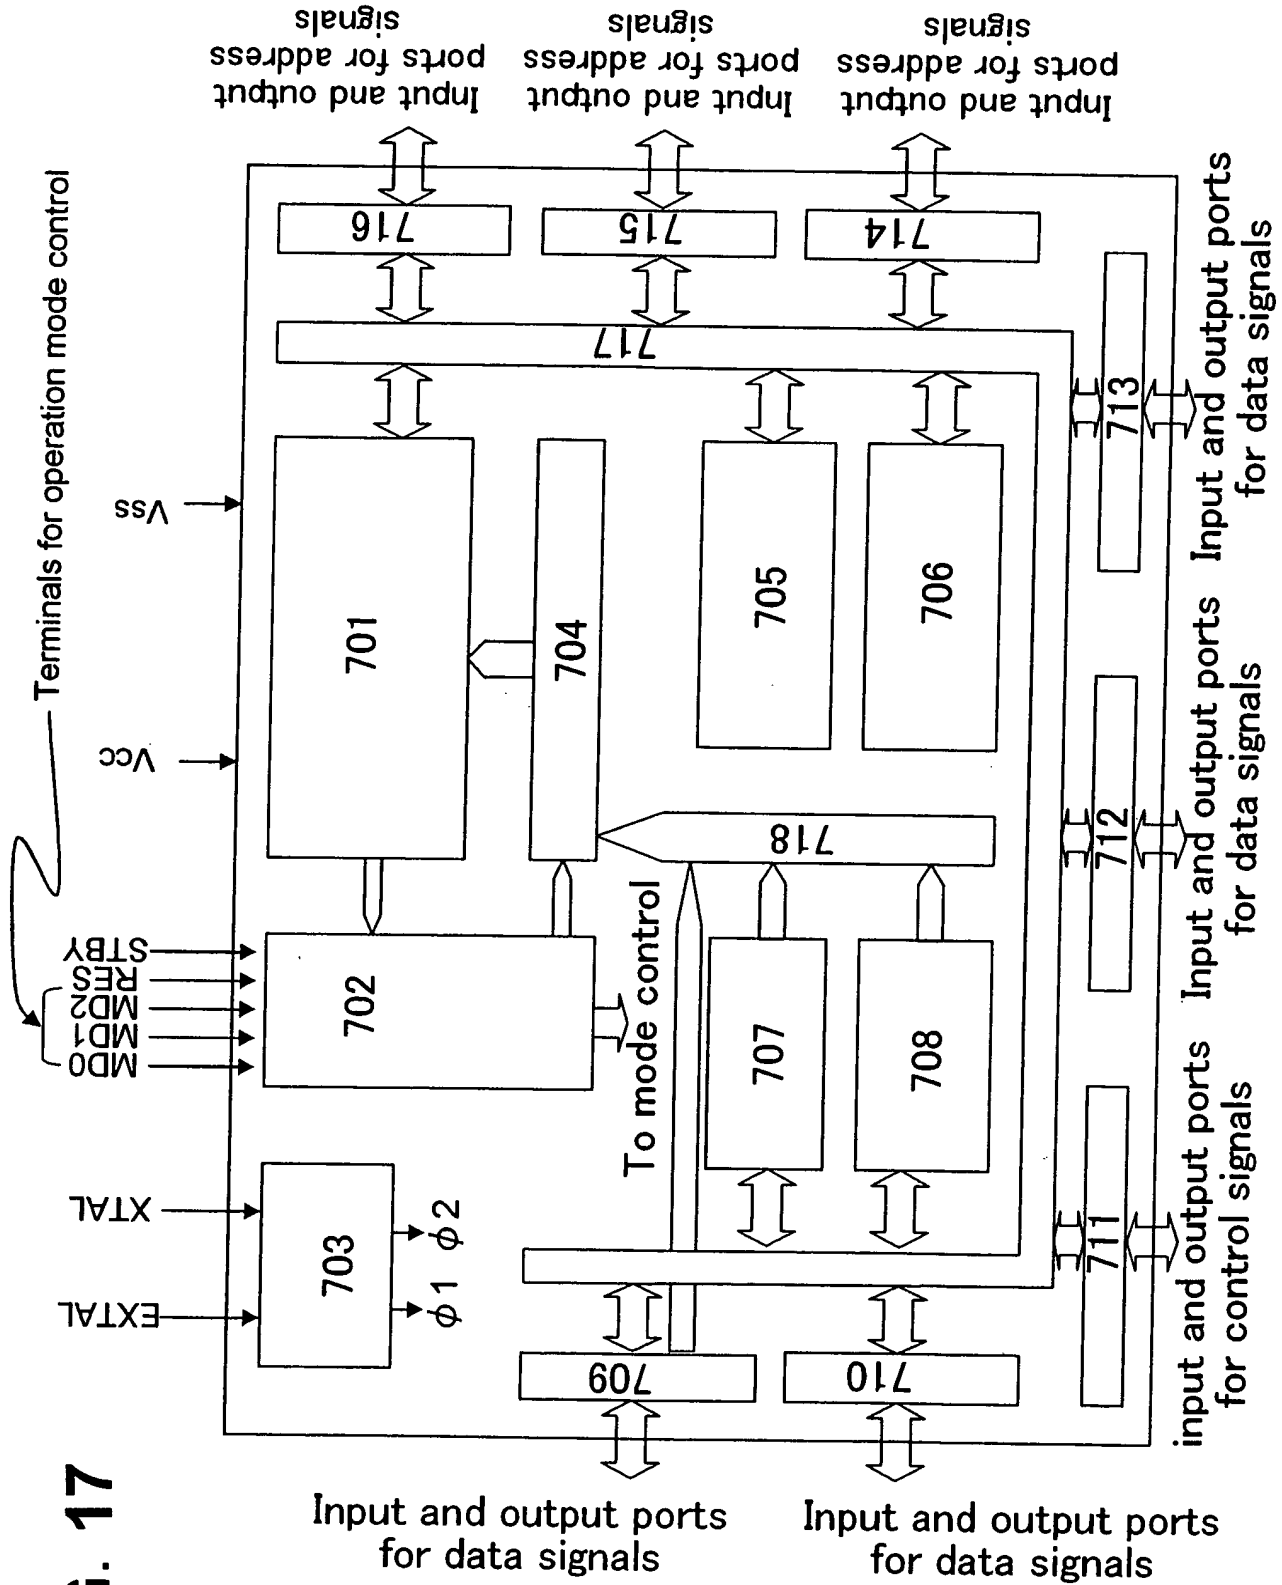 Terminals for operation mode control
Input and output
ports for address
signals
Input and output
ports for address
signals
Input and output
ports for address
signals
Vss
Vcc
STBY
RES
MD2
MD1
MD0
XTAL
EXTAL
716
715
714
717
701
704
705
706
713
Input and output ports
for data signals
702
718
To mode control
712
Input and output ports
for data signals
703
φ1
φ2
707
708
711
input and output ports
for control signals
709
710
Input and output ports
for data signals
Input and output ports
for data signals
. 17